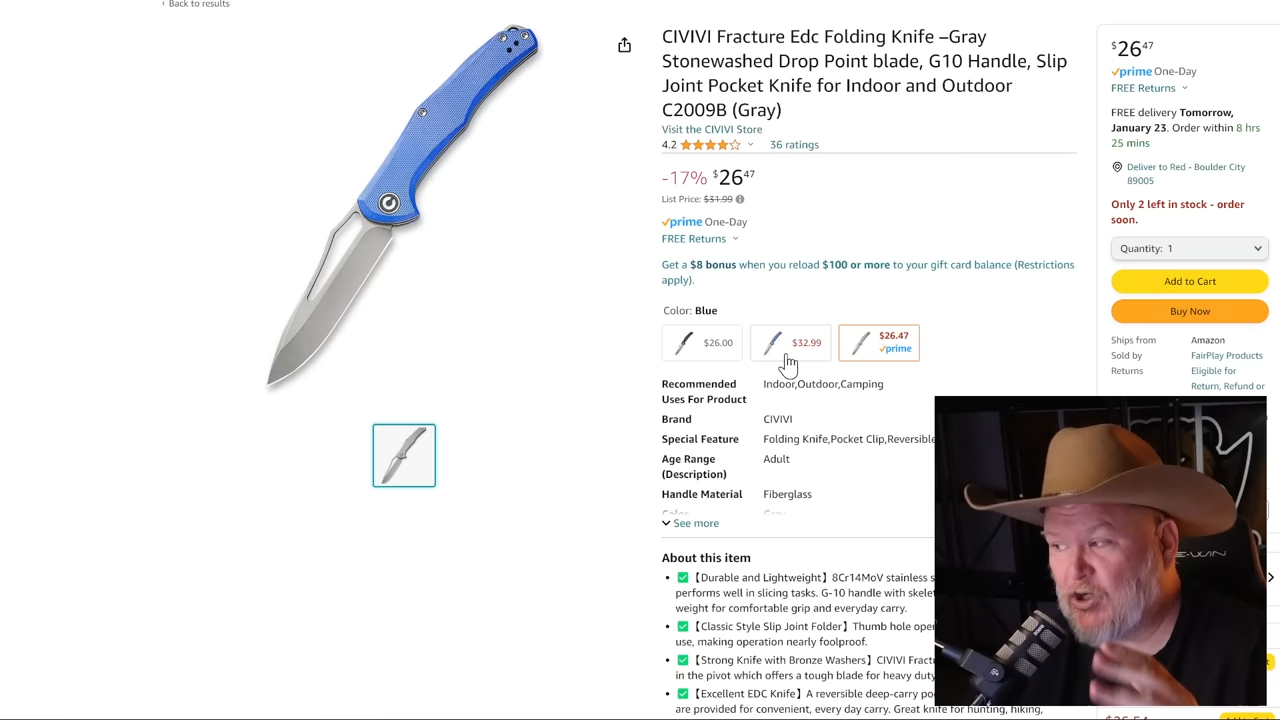 ‹ Back to results
CIVIVI Fracture Edc Folding Knife –Gray
Stonewashed Drop Point blade, G10 Handle, Slip
Joint Pocket Knife for Indoor and Outdoor
C2009B (Gray)
Visit the CIVIVI Store
4.2 36 ratings
-17% $26 47
List Price: $31.99
prime One-Day
FREE Returns
Get a $8 bonus when you reload $100 or more to your gift card balance (Restrictions
apply).
Color: Blue
$26.00
$32.99
$26.47
prime
Recommended Indoor,Outdoor,Camping
Uses For Product
Brand CIVIVI
Special Feature Folding Knife,Pocket Clip,Reversible
Age Range Adult
(Description)
Handle Material Fiberglass
Color Gray
See more
About this item
• ✅【Durable and Lightweight】8Cr14MoV stainless s
performs well in slicing tasks. G-10 handle with skelet
weight for comfortable grip and everyday carry.
• ✅【Classic Style Slip Joint Folder】Thumb hole ope
use, making operation nearly foolproof.
• ✅【Strong Knife with Bronze Washers】CIVIVI Fract
in the pivot which offers a tough blade for heavy duty
• ✅【Excellent EDC Knife】A reversible deep-carry po
are provided for convenient, every day carry. Great knife for hunting, hiking,
$26 47
prime One-Day
FREE Returns
FREE delivery Tomorrow,
January 23. Order within 8 hrs
25 mins
Deliver to Red - Boulder City
89005
Only 2 left in stock - order
soon.
Quantity: 1
Add to Cart
Buy Now
Ships from Amazon
Sold by FairPlay Products
Returns Eligible for
Return, Refund or
E-WIN